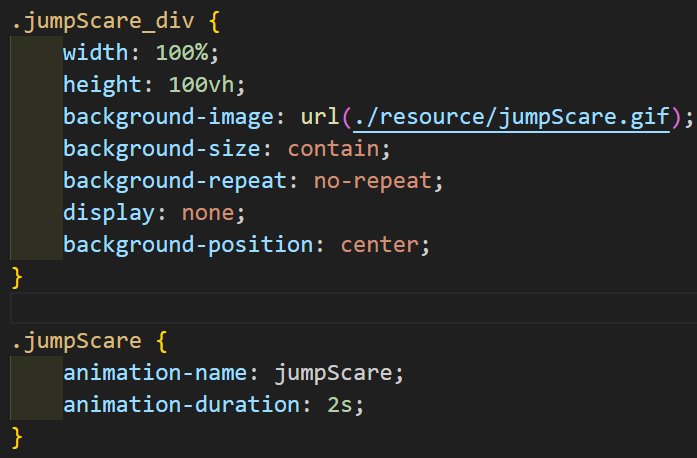 .jumpScare_div {
    width: 100%;
    height: 100vh;
    background-image: url(./resource/jumpScare.gif);
    background-size: contain;
    background-repeat: no-repeat;
    display: none;
    background-position: center;
}
.jumpScare {
    animation-name: jumpScare;
    animation-duration: 2s;
}